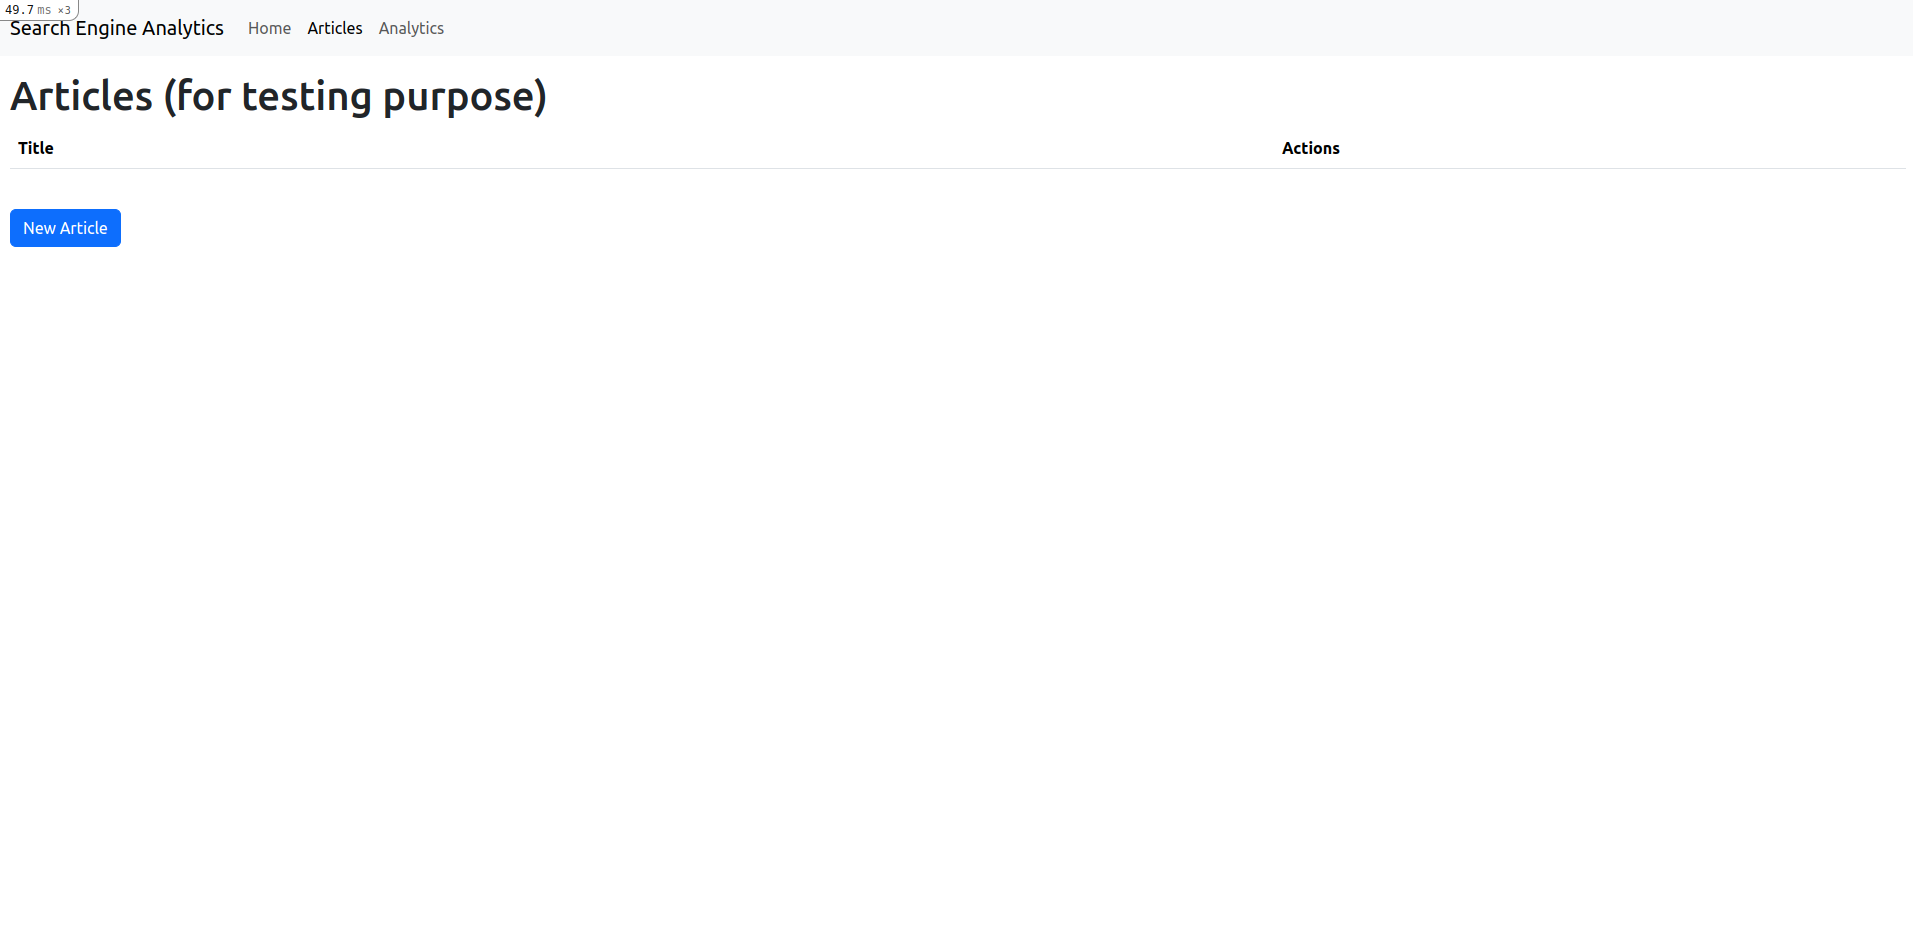 49.7 ms ×3
Search Engine Analytics Home Articles Analytics
Articles (for testing purpose)
Title Actions
New Article